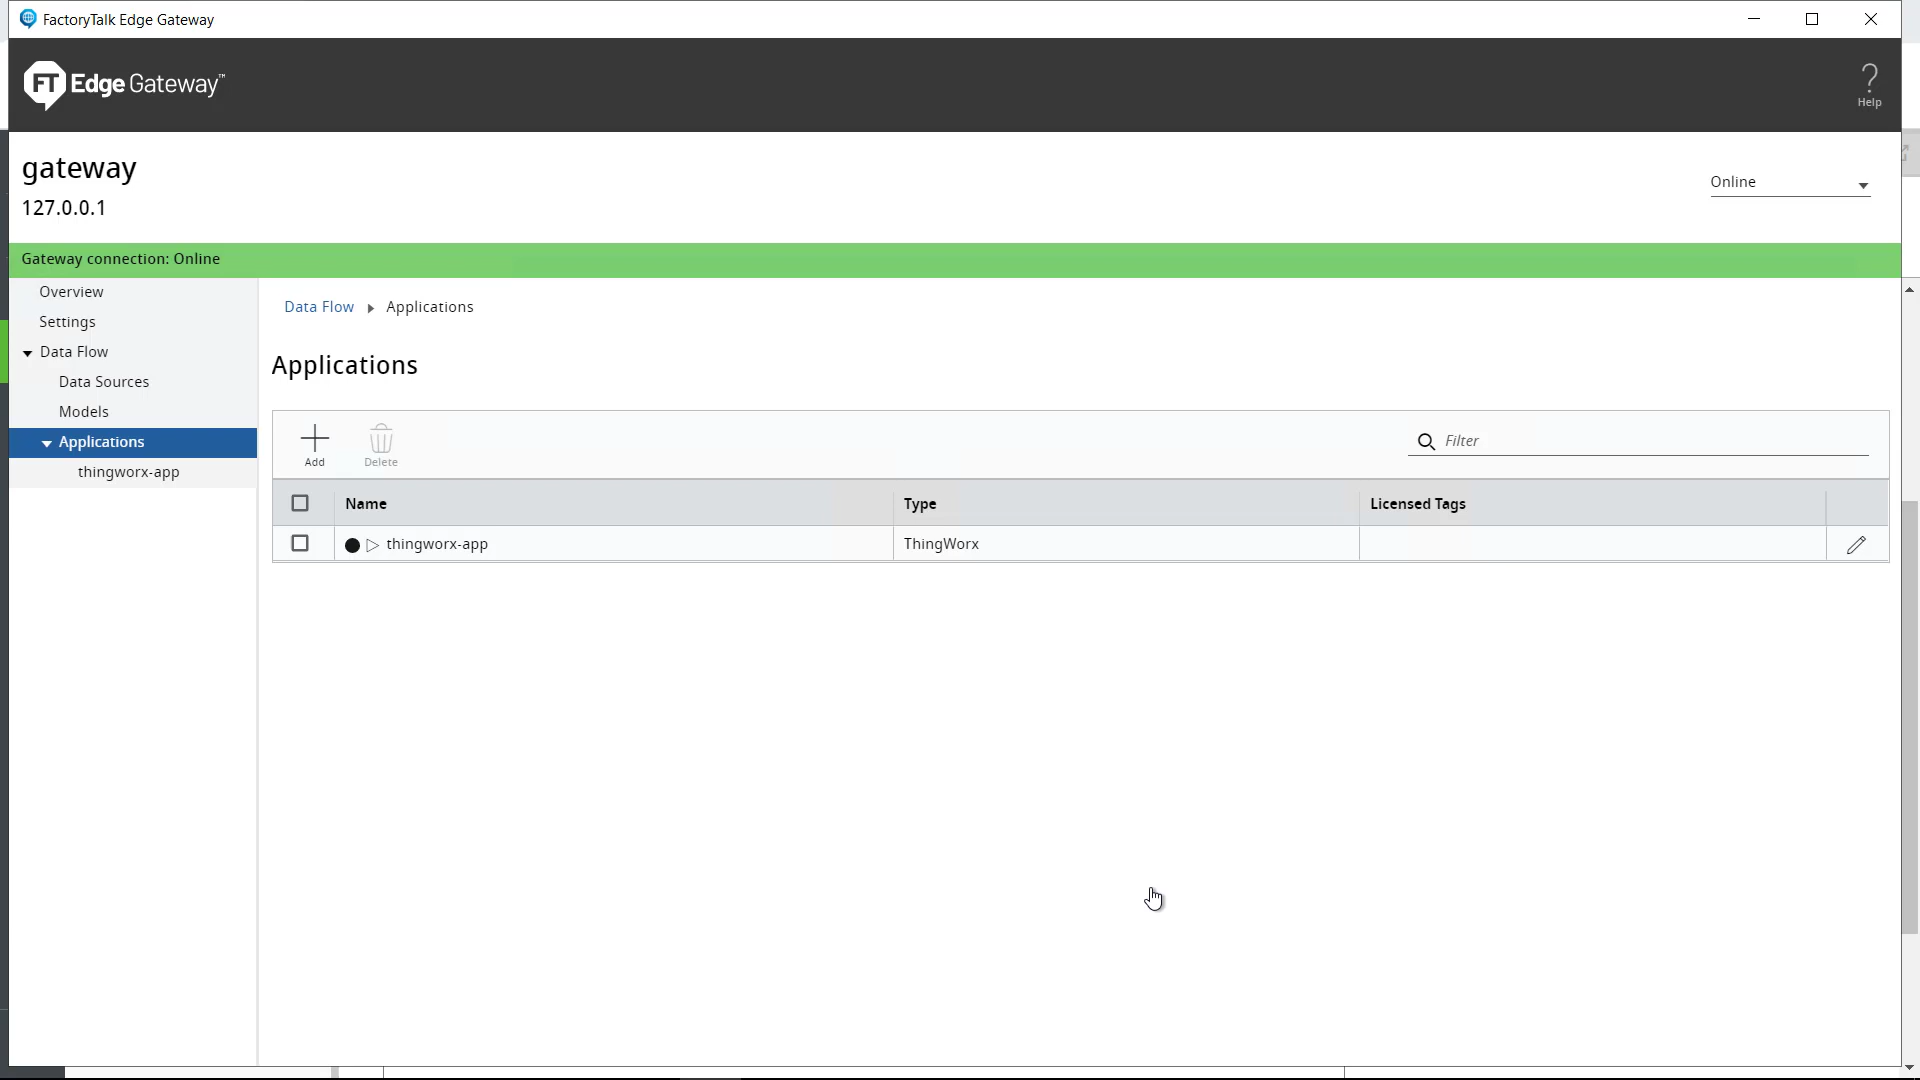 FactoryTalk Edge Gateway
FT Edge Gateway™
Help
gateway
127.0.0.1
Online
Gateway connection: Online
Overview
Settings
Data Flow
Data Sources
Models
Applications
thingworx-app
Data Flow Applications
Applications
Add
Delete
Filter
Name Type Licensed Tags
thingworx-app ThingWorx